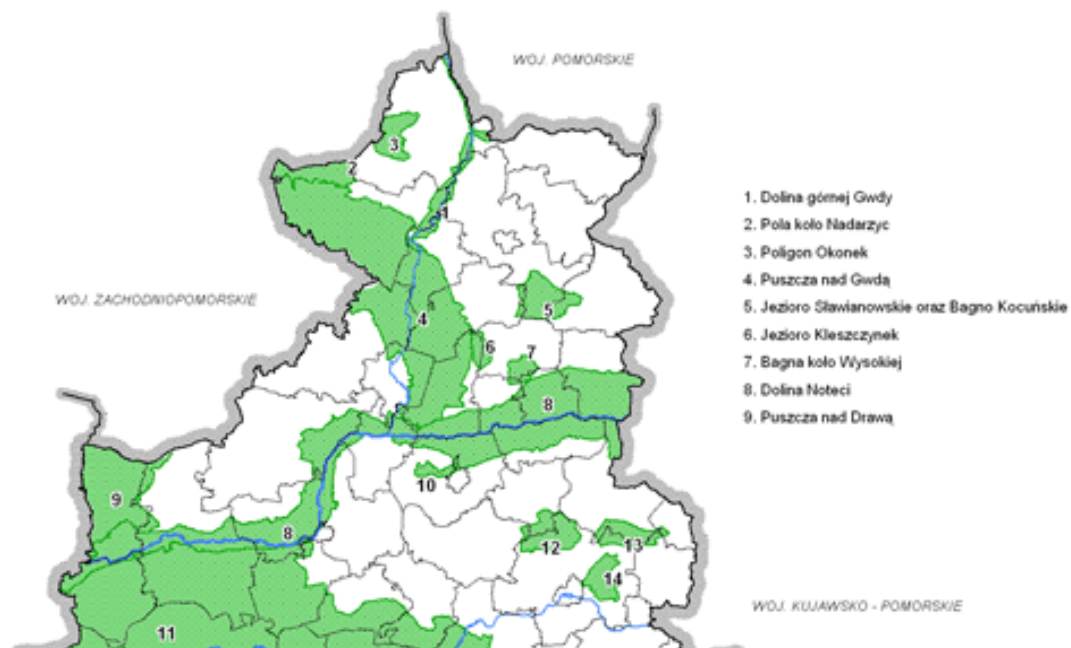 WOJ. POMORSKIE
3
2
1
1. Dolina górnej Gwdy
2. Pola koło Nadarzyc
3. Poligon Okonek
4. Puszcza nad Gwdą
5. Jezioro Sławianowskie oraz Bagno Kocuńskie
6. Jezioro Kleszczynek
7. Bagna koło Wysokiej
8. Dolina Noteci
9. Puszcza nad Drawą
WOJ. ZACHODNIOPOMORSKIE
5
4
6
7
8
10
9
8
12
13
14
WOJ. KUJAWSKO - POMORSKIE
11